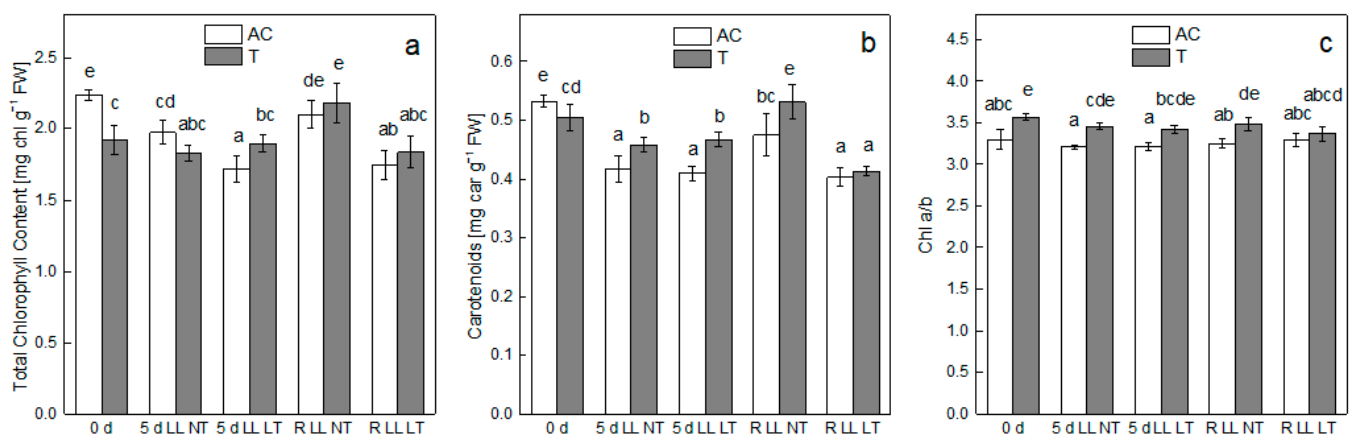 a
AC
T
Total Chlorophyll Content [mg chl g⁻¹ FW]
2.5
2.0
1.5
1.0
0.5
0.0
e
c
cd
abc
a
bc
de
e
ab
abc
0 d
5 d LL NT
5 d LL LT
R LL NT
R LL LT
b
AC
T
Carotenoids [mg car g⁻¹ FW]
0.6
0.5
0.4
0.3
0.2
0.1
0.0
e
cd
a
b
a
b
bc
e
a
a
0 d
5 d LL NT
5 d LL LT
R LL NT
R LL LT
c
AC
T
Chl a/b
4.5
4.0
3.5
3.0
2.5
2.0
1.5
1.0
0.5
0.0
abc
e
a
cde
a
bcde
ab
de
abc
abcd
0 d
5 d LL NT
5 d LL LT
R LL NT
R LL LT